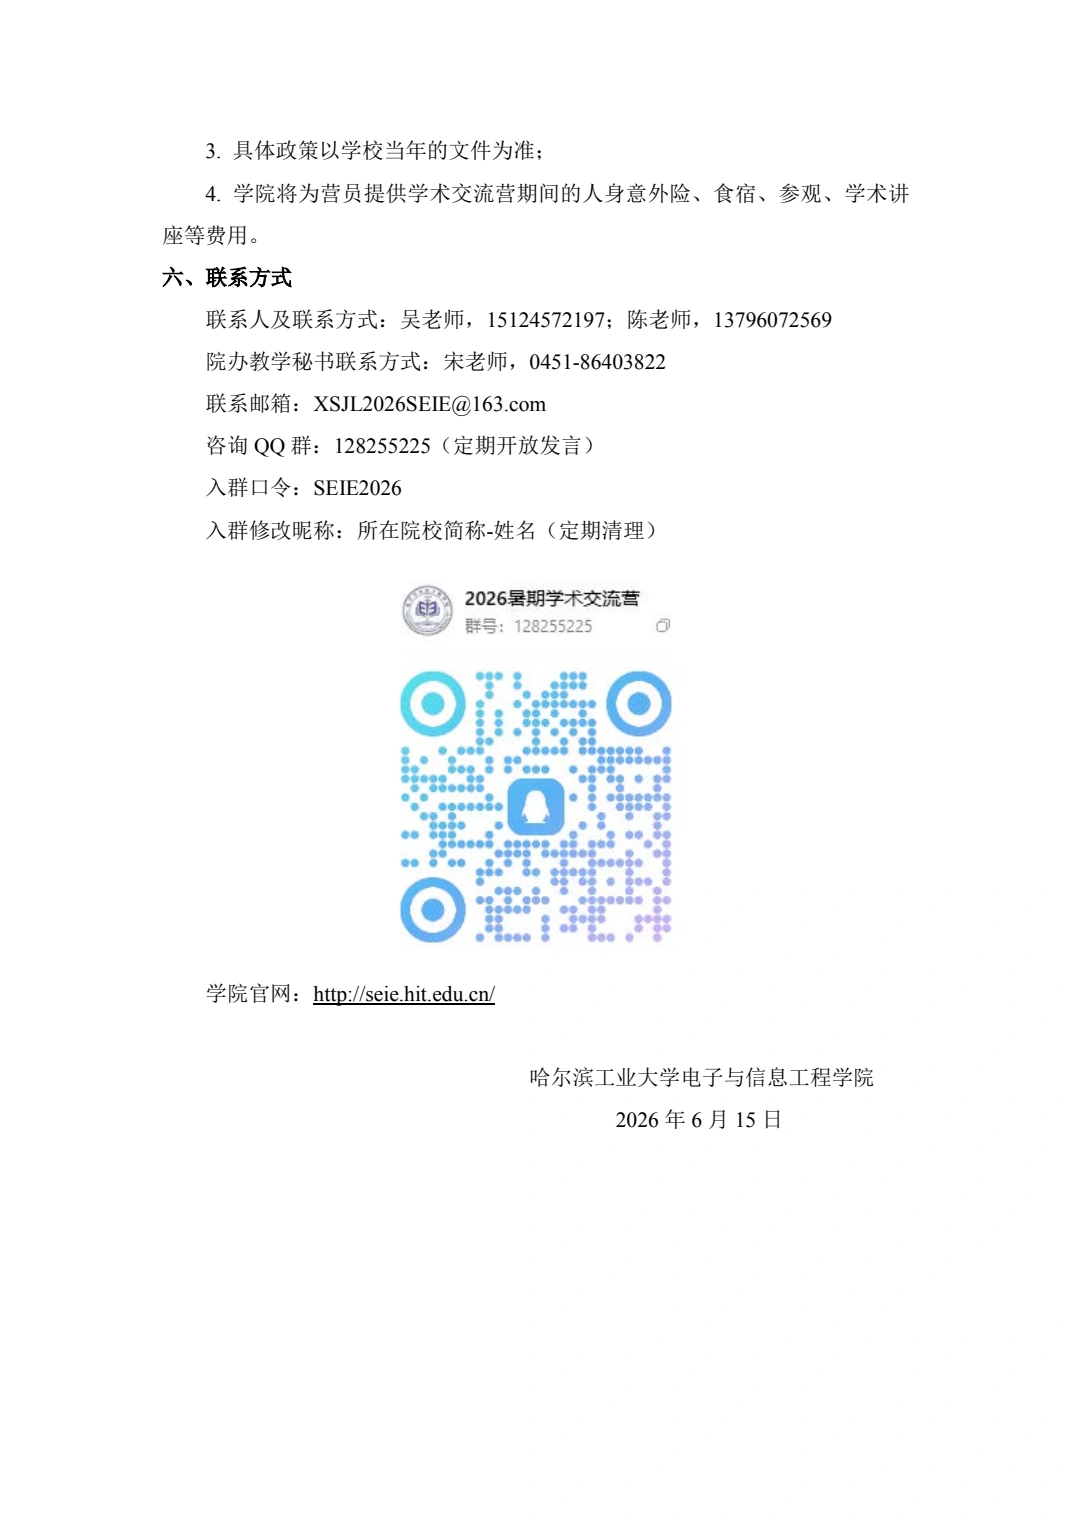 3. 具体政策以学校当年的文件为准；
4. 学院将为营员提供学术交流营期间的人身意外险、食宿、参观、学术讲
座等费用。
六、联系方式
联系人及联系方式：吴老师，15124572197；陈老师，13796072569
院办教学秘书联系方式：宋老师，0451-86403822
联系邮箱：XSJL2026SEIE@163.com
咨询 QQ 群：128255225（定期开放发言）
入群口令：SEIE2026
入群修改昵称：所在院校简称-姓名（定期清理）
2026暑期学术交流营
群号：128255225
学院官网：http://seie.hit.edu.cn/
哈尔滨工业大学电子与信息工程学院
2026 年 6 月 15 日